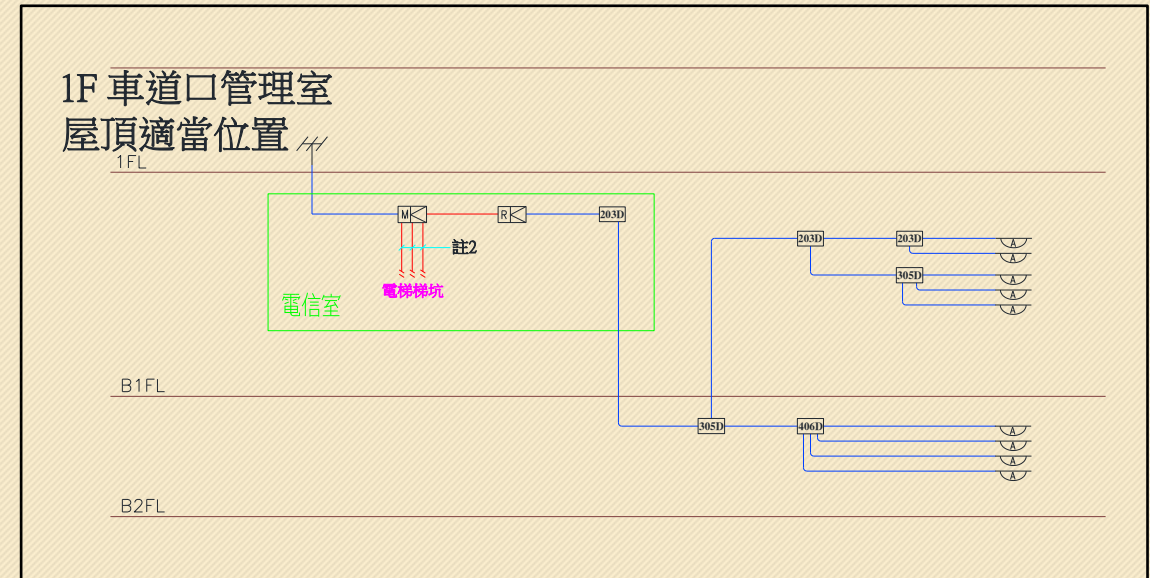 1F 車道口管理室
屋頂適當位置
1FL
M R 203D
註2
電梯梯坑
電信室
203D 203D A
A
305D A
A
A
B1FL
305D 406D A
A
A
A
B2FL